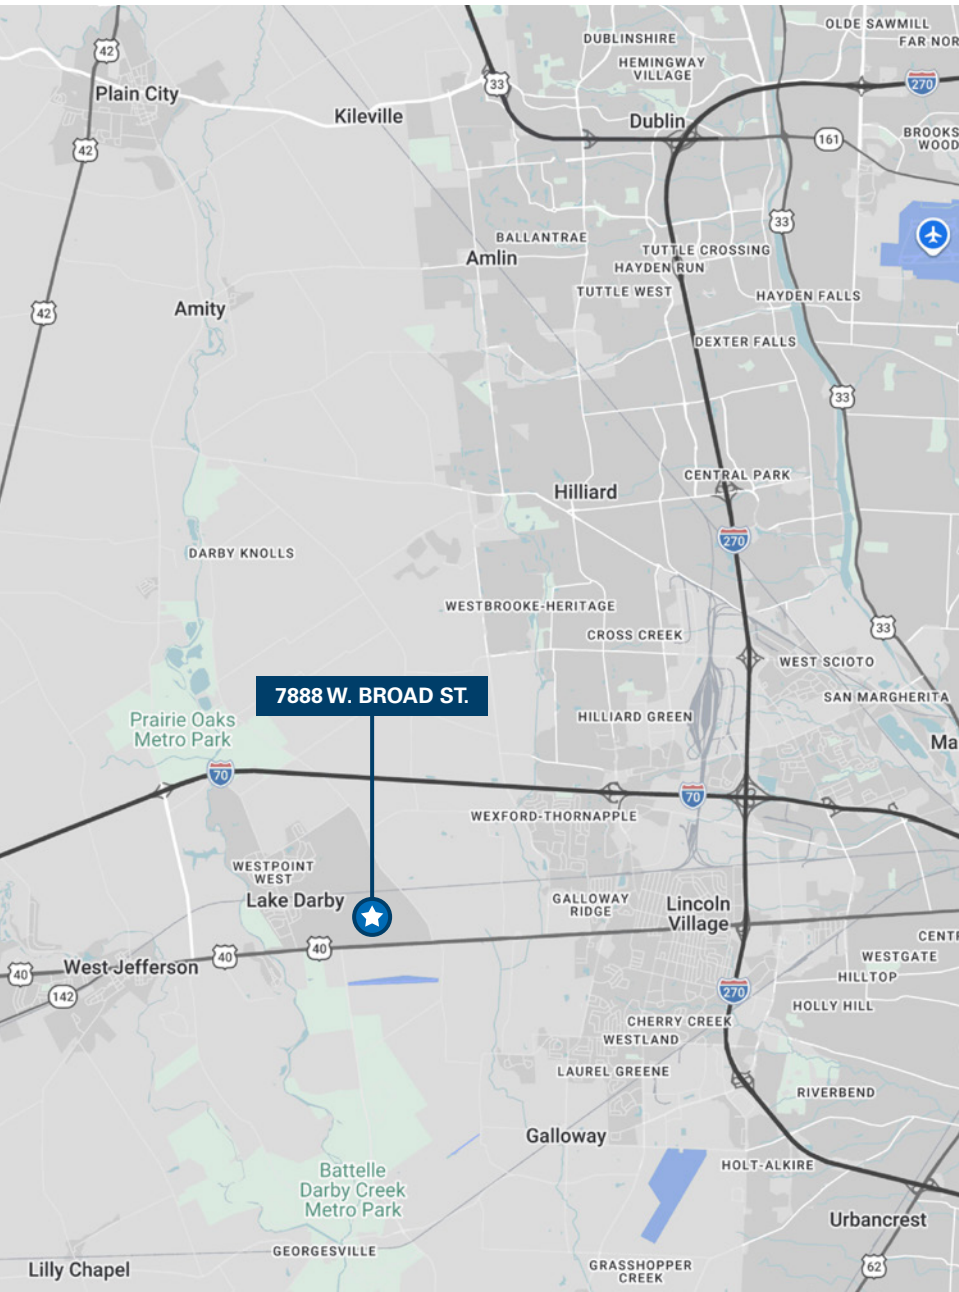 OLDE SAWMILL
DUBLINSHIRE
FAR NOR
42
HEMINGWAY
VILLAGE
33
270
Plain City
Kileville
Dublin
161
BROOKS
WOOD
42
33
BALLANTRAE
TUTTLE CROSSING
Amlin
HAYDEN RUN
TUTTLE WEST
HAYDEN FALLS
Amity
42
DEXTER FALLS
33
CENTRAL PARK
Hilliard
270
DARBY KNOLLS
WESTBROOKE-HERITAGE
33
CROSS CREEK
WEST SCIOTO
7888 W. BROAD ST.
SAN MARGHERITA
Prairie Oaks
Metro Park
HILLIARD GREEN
Ma
70
70
WEXFORD-THORNAPPLE
WESTPOINT
WEST
Lake Darby
GALLOWAY
RIDGE
Lincoln
Village
CENT
40
40
WESTGATE
40
West Jefferson
HILLTOP
142
270
HOLLY HILL
CHERRY CREEK
WESTLAND
LAUREL GREENE
RIVERBEND
Galloway
HOLT-ALKIRE
Battelle
Darby Creek
Metro Park
Urbancrest
GEORGESVILLE
Lilly Chapel
GRASSHOPPER
CREEK
62